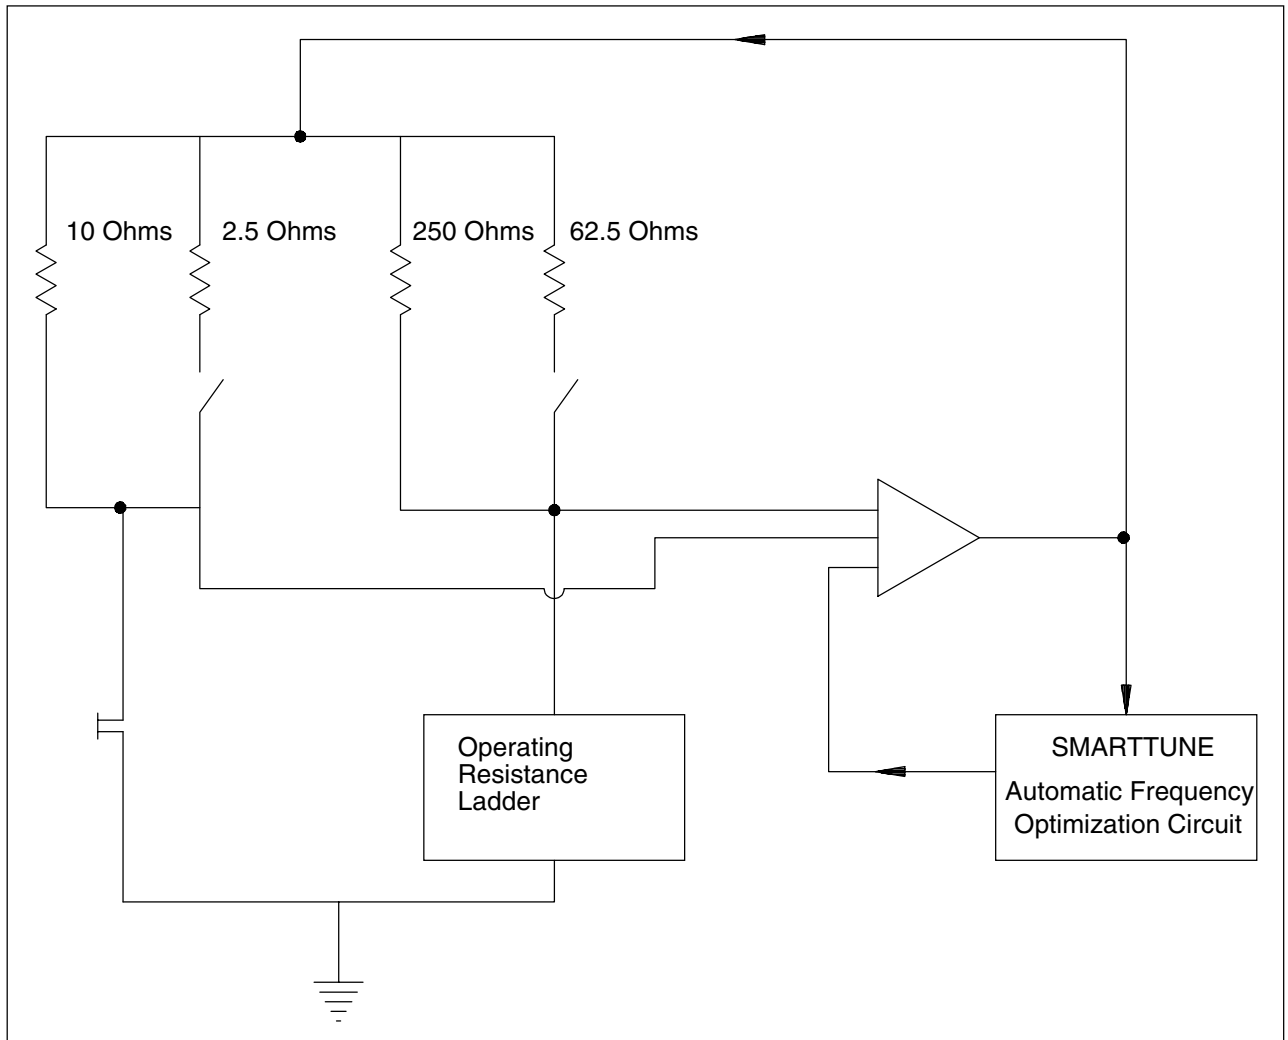 10 Ohms
2.5 Ohms
250 Ohms
62.5 Ohms
Operating
Resistance
Ladder
SMARTTUNE
Automatic Frequency
Optimization Circuit